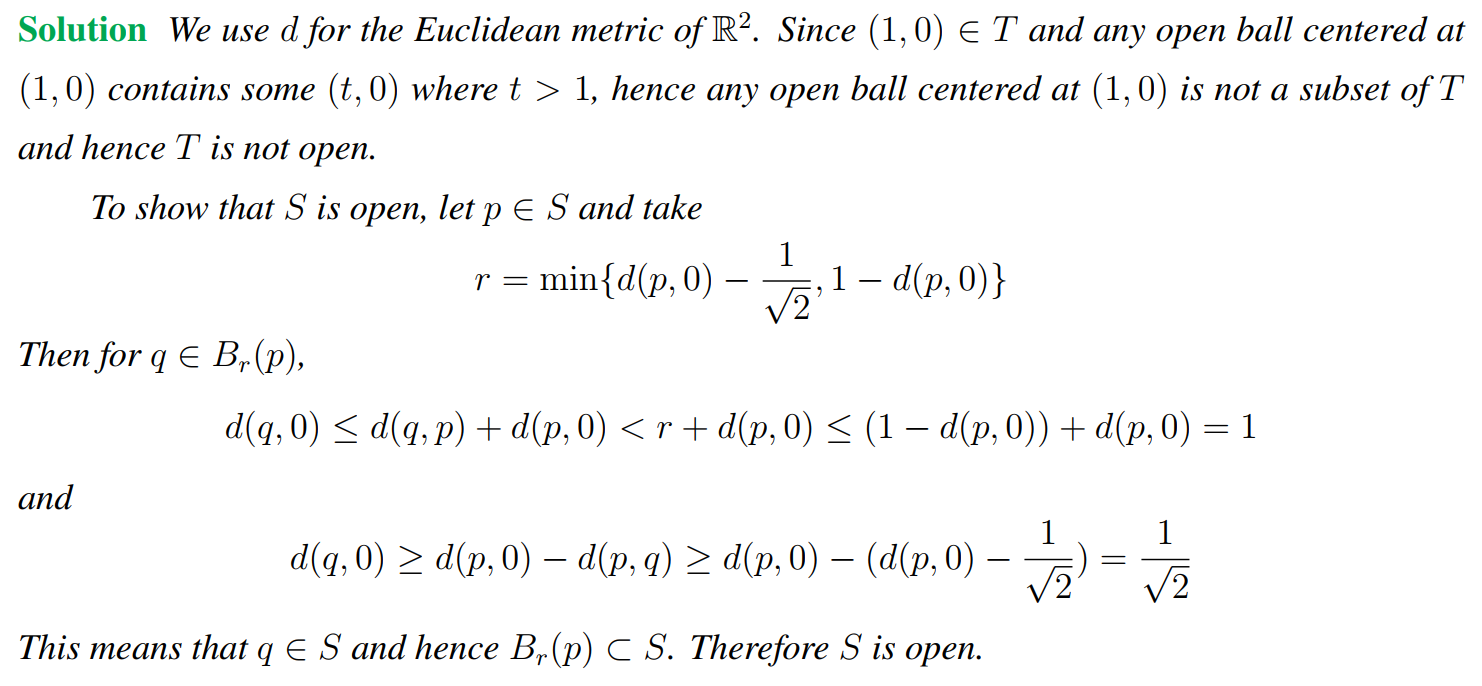 Solution We use d for the Euclidean metric of ℝ². Since (1, 0) ∈ T and any open ball centered at
(1, 0) contains some (t, 0) where t > 1, hence any open ball centered at (1, 0) is not a subset of T
and hence T is not open.
To show that S is open, let p ∈ S and take
r = min{d(p, 0) − 1/√2, 1 − d(p, 0)}
Then for q ∈ Bᵣ(p),
d(q, 0) ≤ d(q, p) + d(p, 0) < r + d(p, 0) ≤ (1 − d(p, 0)) + d(p, 0) = 1
and
d(q, 0) ≥ d(p, 0) − d(p, q) ≥ d(p, 0) − (d(p, 0) − 1/√2) = 1/√2
This means that q ∈ S and hence Bᵣ(p) ⊂ S. Therefore S is open.